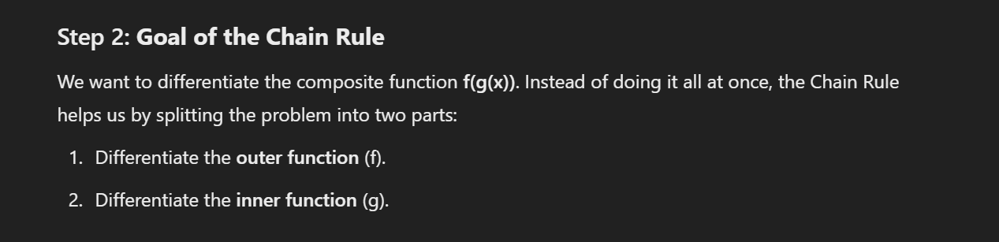 Step 2: Goal of the Chain Rule
We want to differentiate the composite function f(g(x)). Instead of doing it all at once, the Chain Rule
helps us by splitting the problem into two parts:
1. Differentiate the outer function (f).
2. Differentiate the inner function (g).